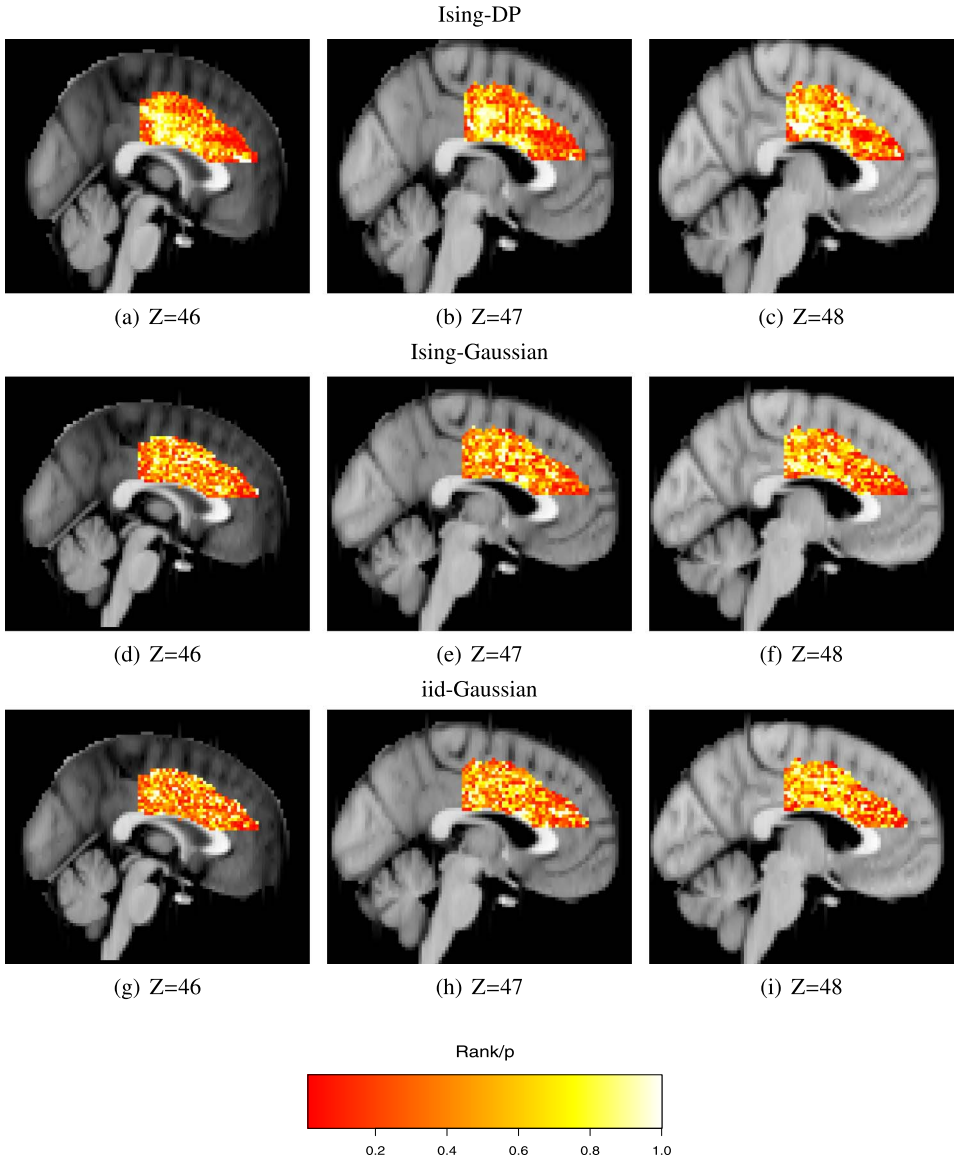 Ising-DP
(a) Z=46
(b) Z=47
(c) Z=48
Ising-Gaussian
(d) Z=46
(e) Z=47
(f) Z=48
iid-Gaussian
(g) Z=46
(h) Z=47
(i) Z=48
Rank/p
0.2 0.4 0.6 0.8 1.0